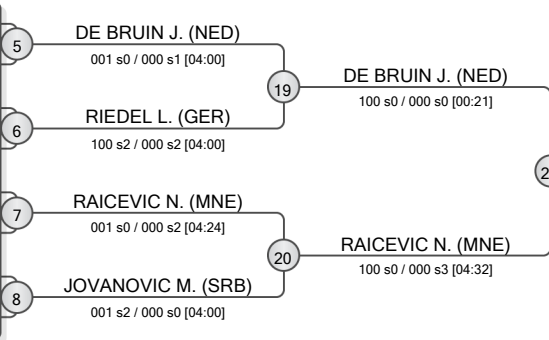 5
DE BRUIN J. (NED)
001 s0 / 000 s1 [04:00]
19
DE BRUIN J. (NED)
100 s0 / 000 s0 [00:21]
6
RIEDEL L. (GER)
100 s2 / 000 s2 [04:00]
7
RAICEVIC N. (MNE)
001 s0 / 000 s2 [04:24]
20
RAICEVIC N. (MNE)
100 s0 / 000 s3 [04:32]
8
JOVANOVIC M. (SRB)
001 s2 / 000 s0 [04:00]